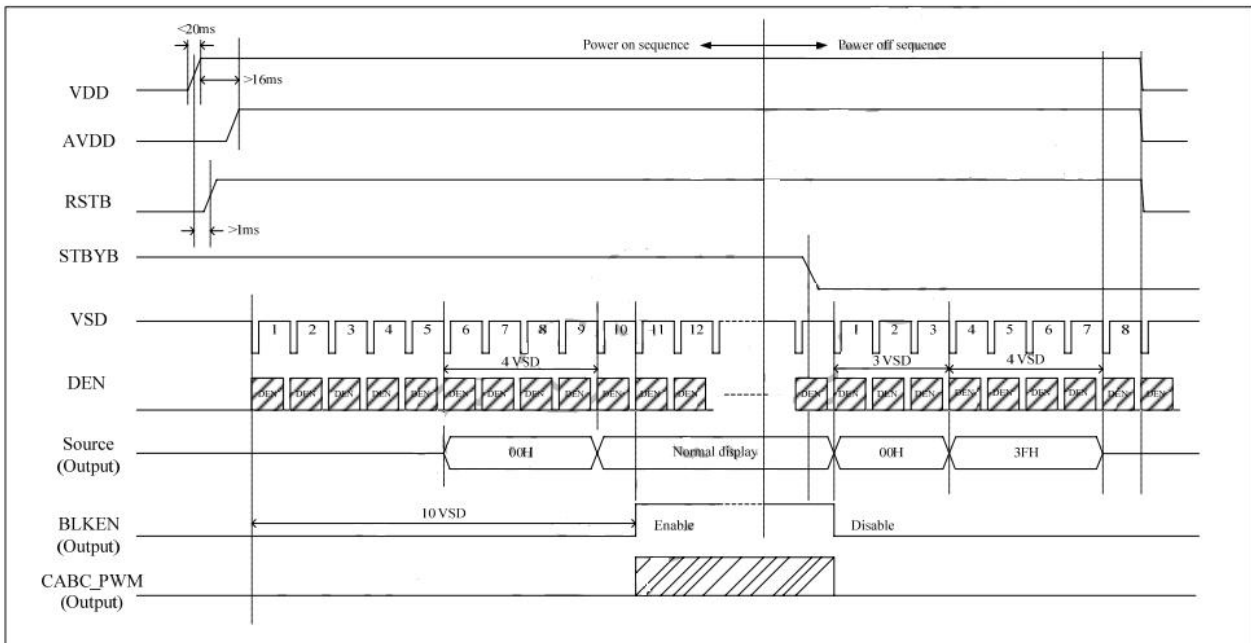 <20ms
Power on sequence
Power off sequence
VDD
>16ms
AVDD
RSTB
>1ms
STBYB
VSD
1 2 3 4 5 6 7 8 9 10 11 12 1 2 3 4 5 6 7 8
4 VSD
3 VSD
4 VSD
DEN
DEN DEN DEN DEN DEN DEN DEN DEN DEN DEN DEN DEN DEN DEN DEN DEN DEN DEN DEN DEN DEN DEN
Source
(Output)
00H
Normal display
00H
3FH
10 VSD
BLKEN
(Output)
Enable
Disable
CABC_PWM
(Output)